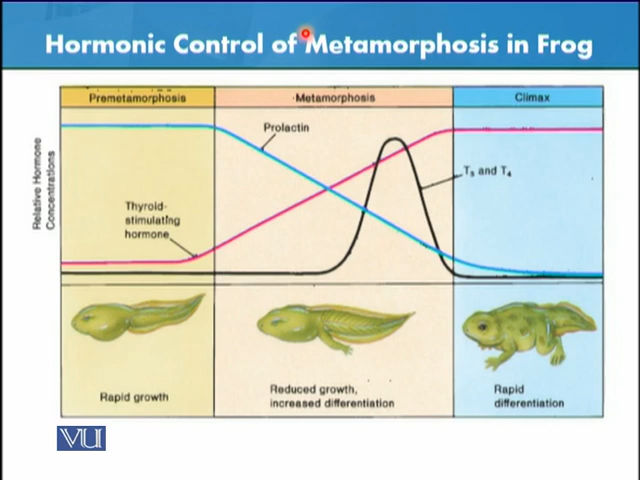 Hormonic Control of Metamorphosis in Frog
Premetamorphosis
Metamorphosis
Climax
Relative Hormone
Concentrations
Prolactin
T₃ and T₄
Thyroid-
stimulating
hormone
Rapid growth
Reduced growth,
increased differentiation
Rapid
differentiation
VU